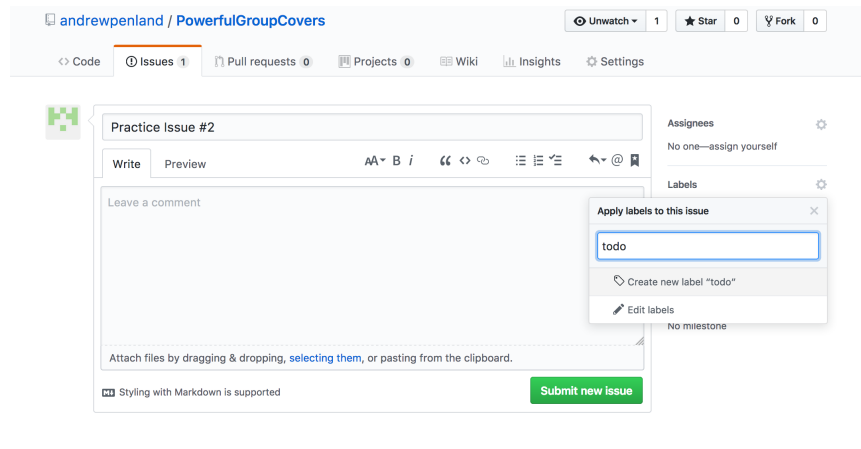 andrewpenland / PowerfulGroupCovers
Unwatch 1 Star 0 Fork 0
Code Issues 1 Pull requests 0 Projects 0 Wiki Insights Settings
Practice Issue #2
Write Preview
AA B i “ <> @
Leave a comment
Attach files by dragging & dropping, selecting them, or pasting from the clipboard.
Styling with Markdown is supported
Submit new issue
Assignees
No one—assign yourself
Labels
Apply labels to this issue
todo
Create new label “todo”
Edit labels
No milestone